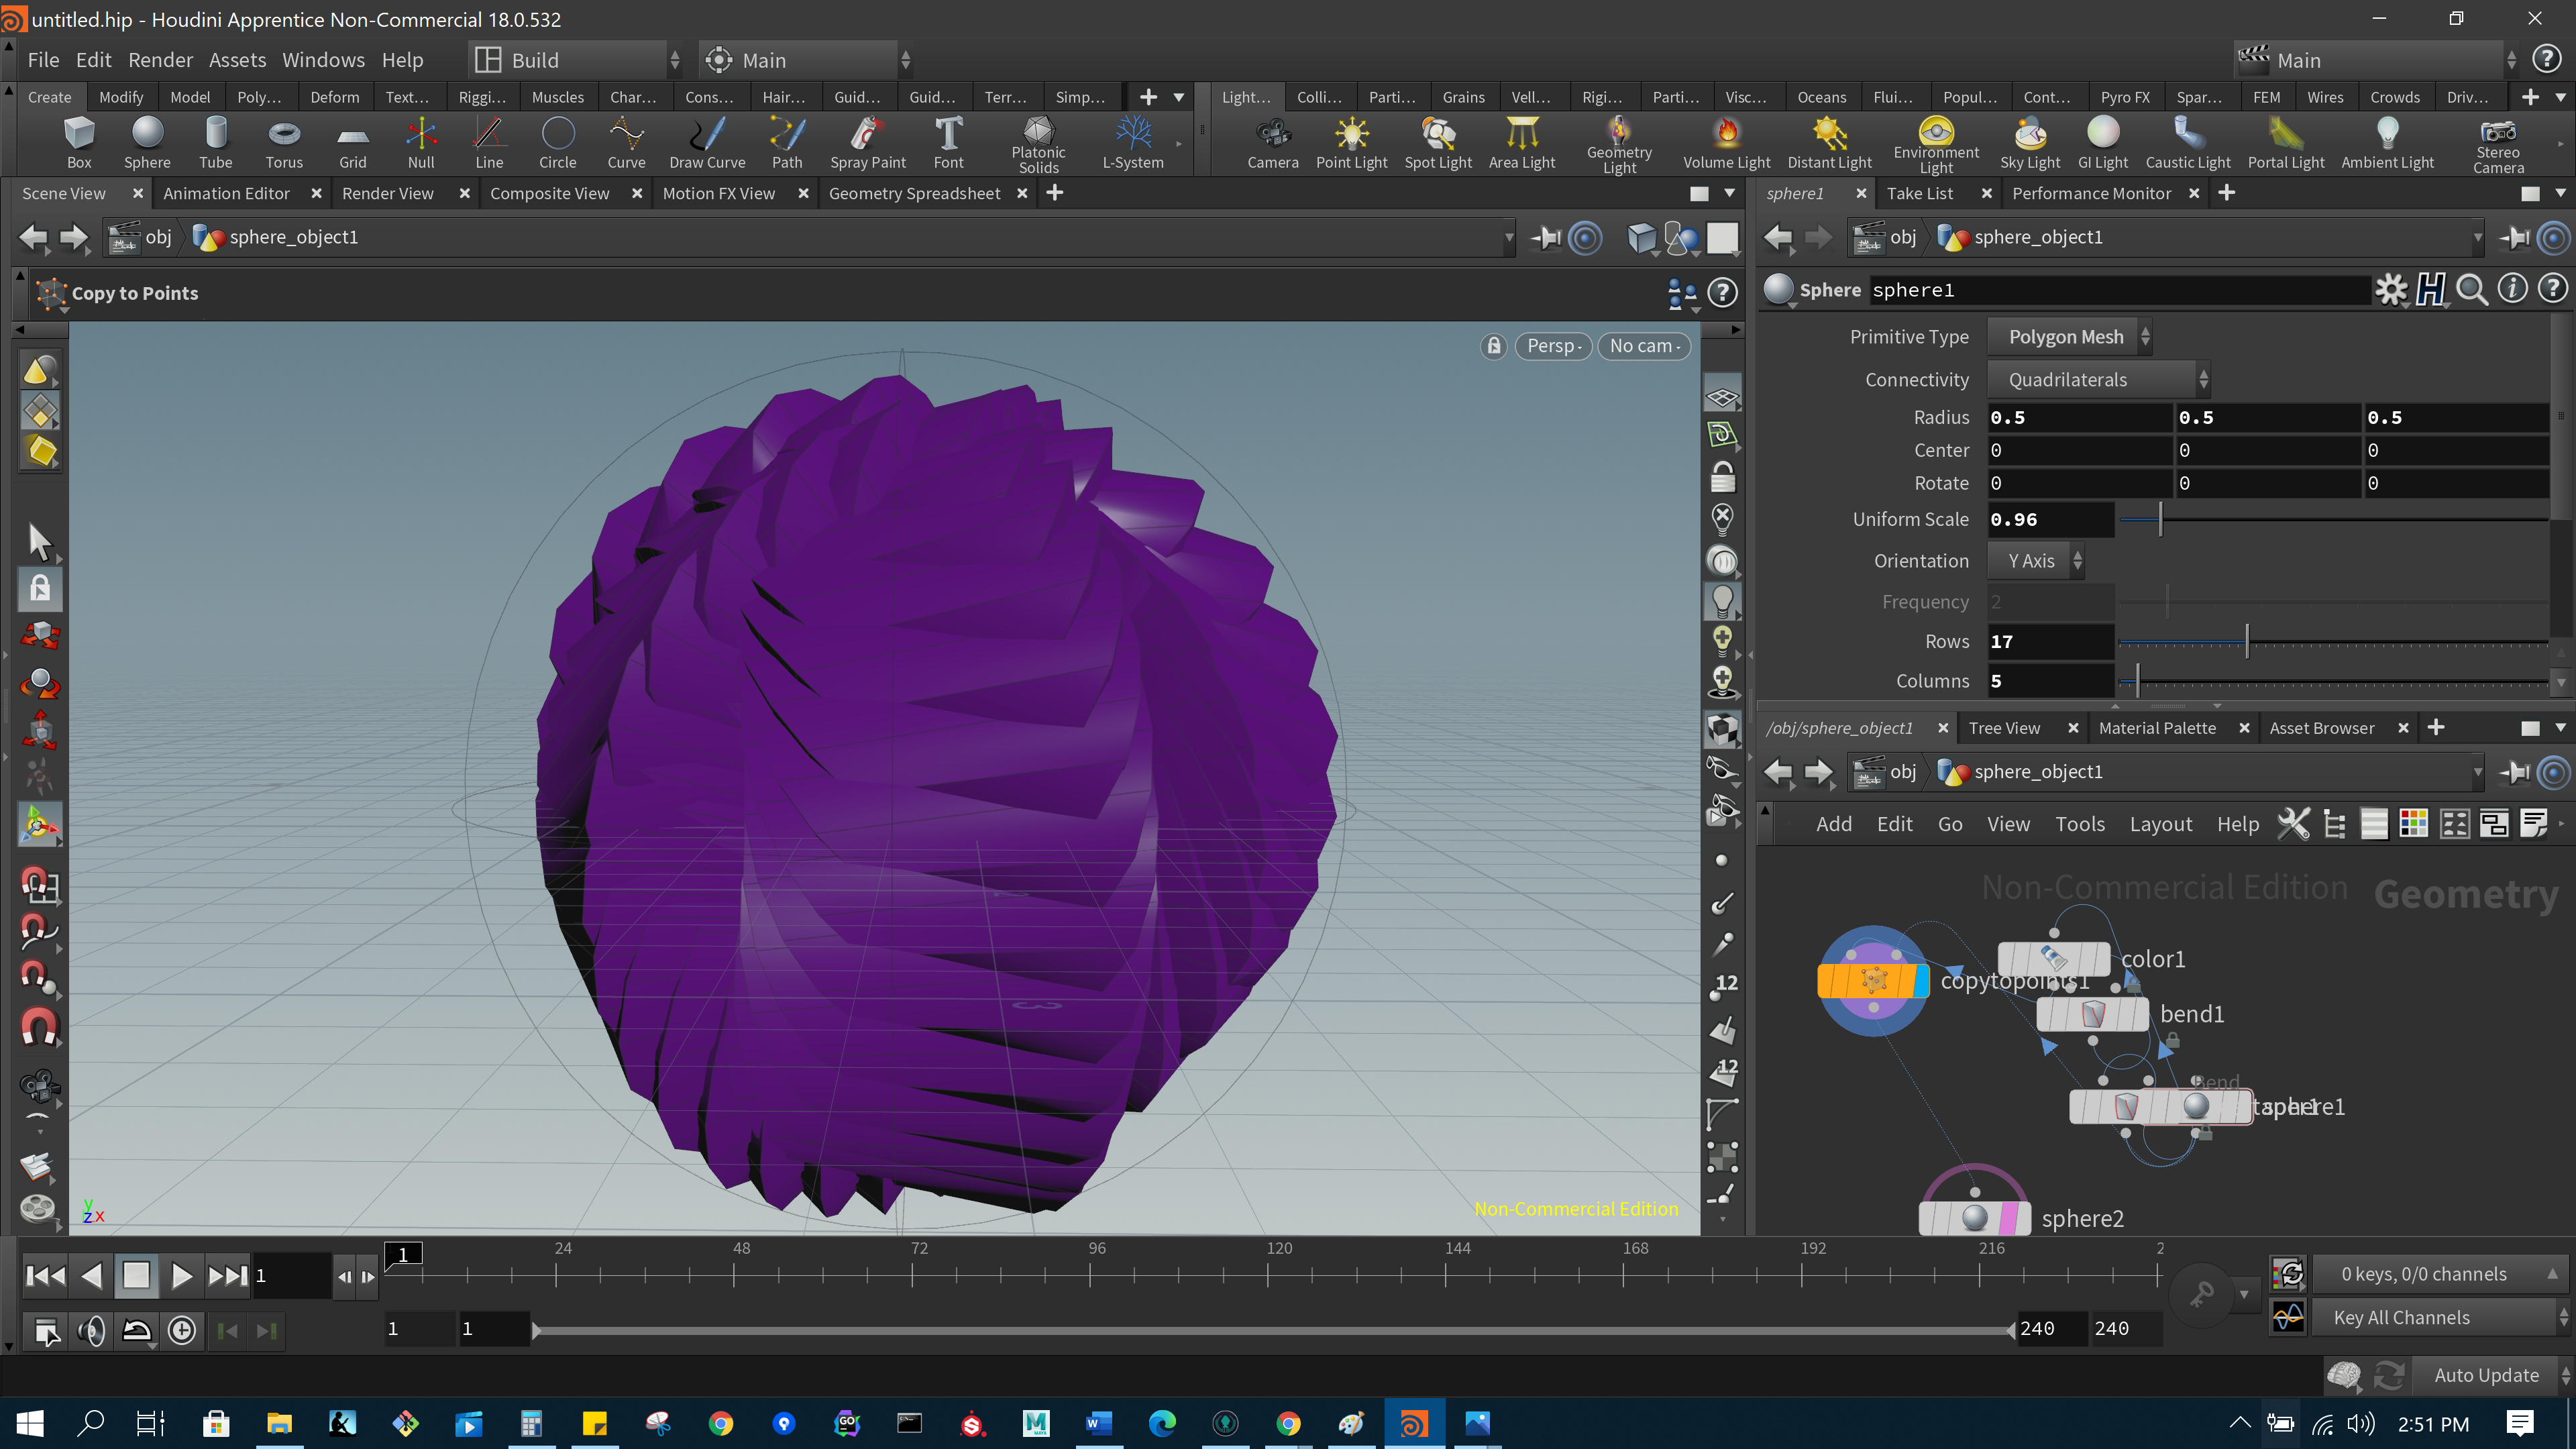 untitled.hip - Houdini Apprentice Non-Commercial 18.0.532
File Edit Render Assets Windows Help Build Main Main
Create Modify Model Poly... Deform Text... Riggi... Muscles Char... Cons... Hair... Guid... Guid... Terr... Simp... Light... Colli... Parti... Grains Vell... Rigi... Parti... Visc... Oceans Flui... Popul... Cont... Pyro FX Spar... FEM Wires Crowds Driv...
Box Sphere Tube Torus Grid Null Line Circle Curve Draw Curve Path Spray Paint Font Platonic Solids L-System Camera Point Light Spot Light Area Light Geometry Light Volume Light Distant Light Environment Light Sky Light GI Light Caustic Light Portal Light Ambient Light Stereo Camera
Scene View Animation Editor Render View Composite View Motion FX View Geometry Spreadsheet
obj sphere_object1
Copy to Points
Persp No cam
12
12
3
y
z x
Non-Commercial Edition
sphere1 Take List Performance Monitor
obj sphere_object1
Sphere sphere1
Primitive Type Polygon Mesh
Connectivity Quadrilaterals
Radius 0.5 0.5 0.5
Center 0 0 0
Rotate 0 0 0
Uniform Scale 0.96
Orientation Y Axis
Frequency 2
Rows 17
Columns 5
/obj/sphere_object1 Tree View Material Palette Asset Browser
obj sphere_object1
Add Edit Go View Tools Layout Help
Non-Commercial Edition Geometry
color1
copytopoints1
bend1
Bend
taper1 sphere1
sphere2
1 1 24 48 72 96 120 144 168 192 216 2
0 keys, 0/0 channels
1 1 240 240
Key All Channels
Auto Update
GO
MAYA
2:51 PM